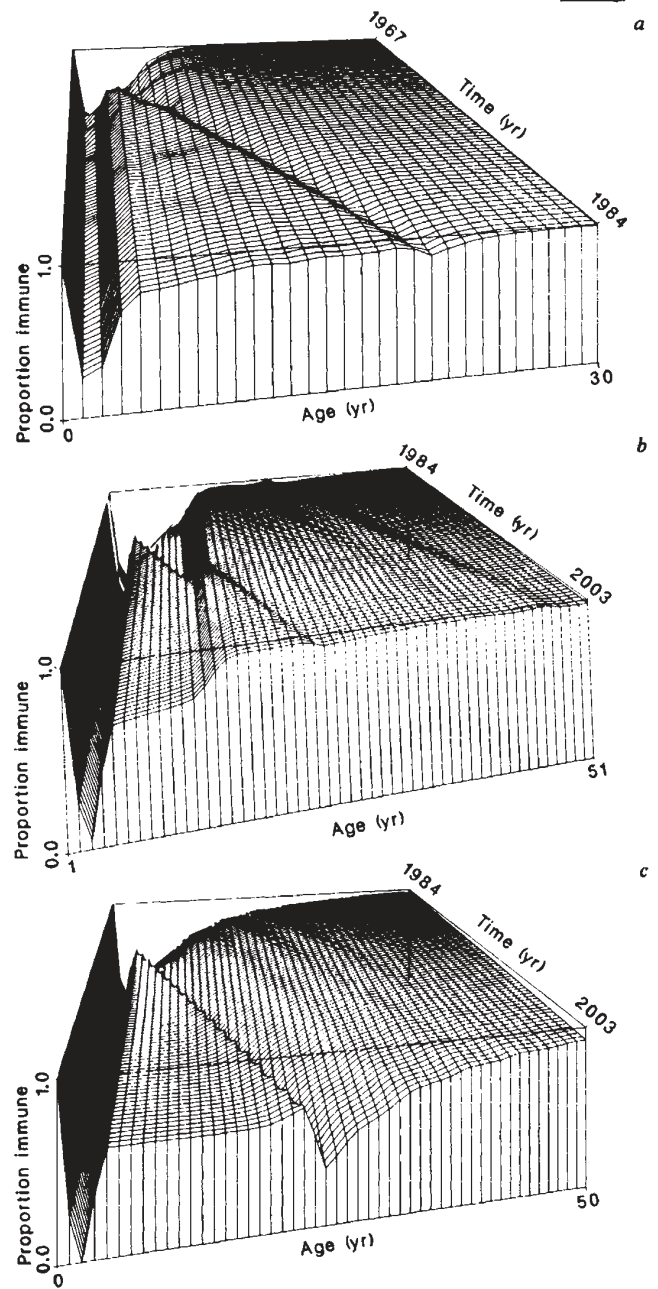 a
1967
Time (yr)
1984
Proportion immune
1.0
0.0
0
Age (yr)
30
b
1984
Time (yr)
2003
Proportion immune
1.0
0.0
1
Age (yr)
51
c
1984
Time (yr)
2003
Proportion immune
1.0
0.0
0
Age (yr)
50